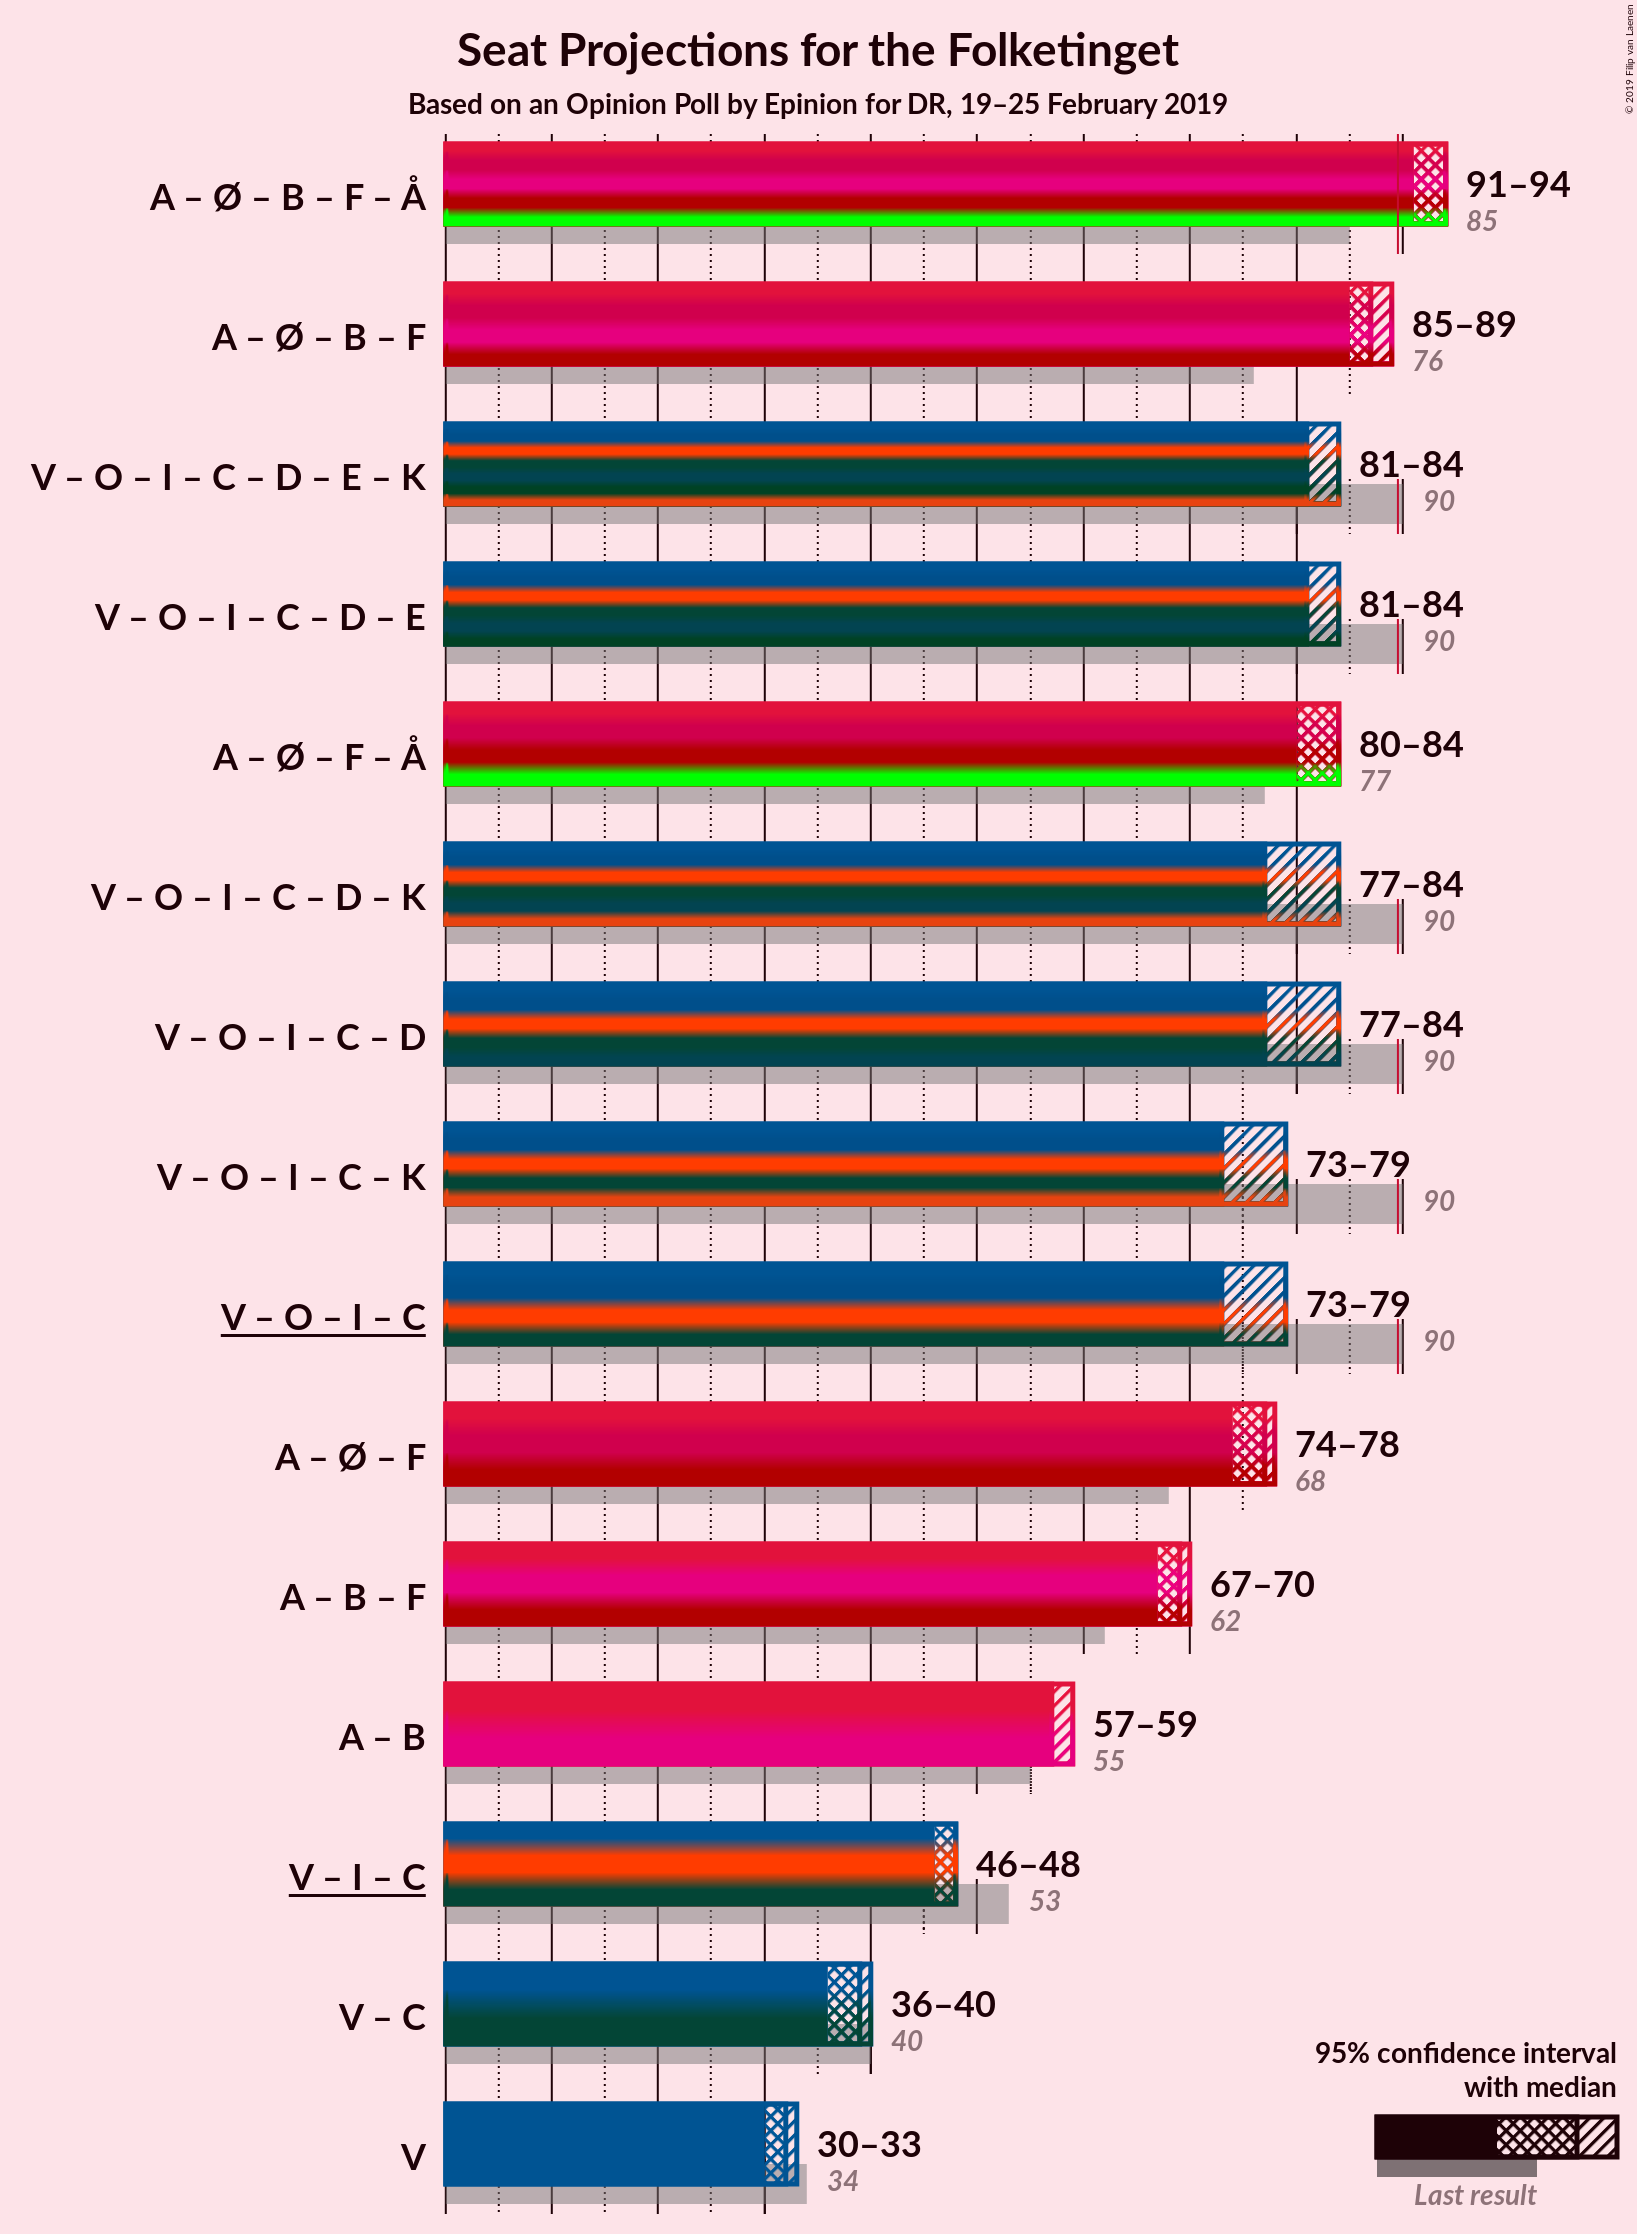 Seat Projections for the Folketinget
Based on an Opinion Poll by Epinion for DR, 19–25 February 2019
© 2019 Filip van Laenen
A – Ø – B – F – Å
91–94
85
A – Ø – B – F
85–89
76
V – O – I – C – D – E – K
81–84
90
V – O – I – C – D – E
81–84
90
A – Ø – F – Å
80–84
77
V – O – I – C – D – K
77–84
90
V – O – I – C – D
77–84
90
V – O – I – C – K
73–79
90
V – O – I – C
73–79
90
A – Ø – F
74–78
68
A – B – F
67–70
62
A – B
57–59
55
V – I – C
46–48
53
V – C
36–40
40
V
30–33
34
95% confidence interval
with median
Last result